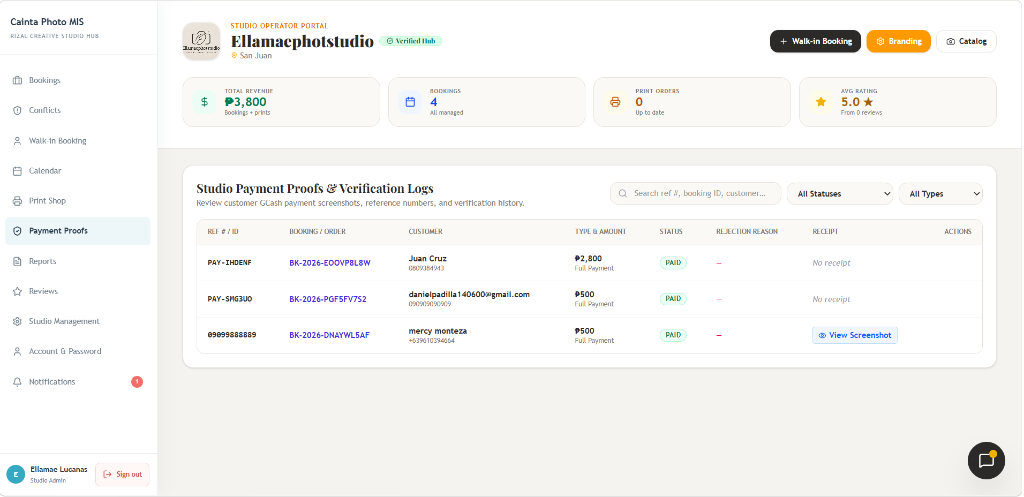 Cainta Photo MIS
RIZAL CREATIVE STUDIO HUB
Bookings
Conflicts
Walk-in Booking
Calendar
Print Shop
Payment Proofs
Reports
Reviews
Studio Management
Account & Password
Notifications
1
E
Ellamae Lucanas
Studio Admin
Sign out
Ellamaephotstudio
STUDIO OPERATOR PORTAL
Ellamaephotstudio
Verified Hub
San Juan
+ Walk-in Booking
Branding
Catalog
TOTAL REVENUE
₱3,800
Bookings + prints
BOOKINGS
4
All managed
PRINT ORDERS
0
Up to date
AVG RATING
5.0 ★
From 0 reviews
Studio Payment Proofs & Verification Logs
Review customer GCash payment screenshots, reference numbers, and verification history.
Search ref #, booking ID, customer...
All Statuses
All Types
REF # / ID BOOKING / ORDER CUSTOMER TYPE & AMOUNT STATUS REJECTION REASON RECEIPT ACTIONS
PAY-IHDENF BK-2026-EOOVP8L8W Juan Cruz ₱2,800 PAID — No receipt
0809384943 Full Payment
PAY-SMG3UO BK-2026-PGF5FV7S2 danielpadilla140600@gmail.com ₱500 PAID — No receipt
090909090909 Full Payment
09099888889 BK-2026-DNAYWL5AF mercy monteza ₱500 PAID — View Screenshot
+639610394664 Full Payment